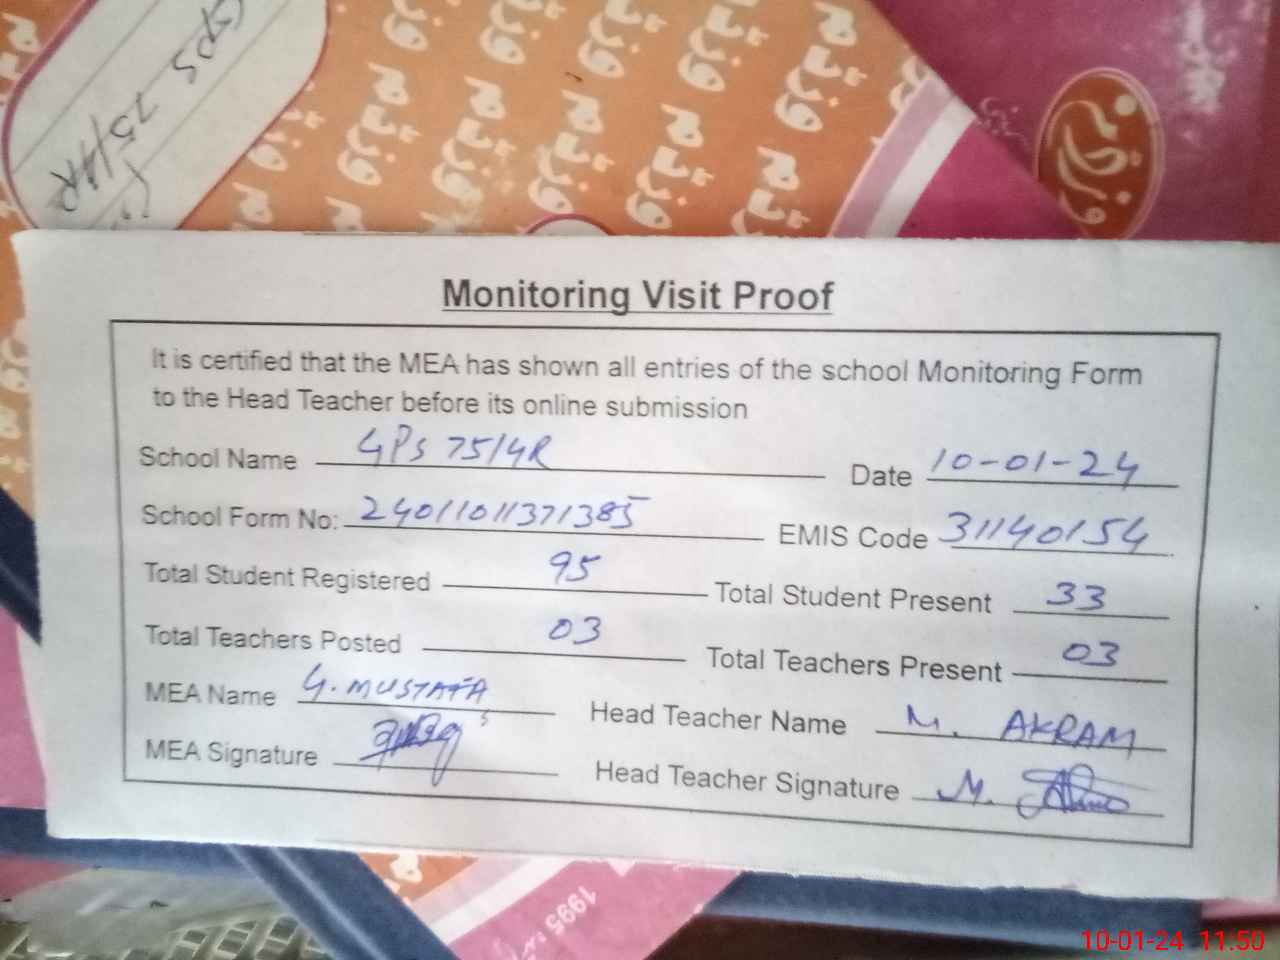 GPS 75/4R
فرزتم
Monitoring Visit Proof
It is certified that the MEA has shown all entries of the school Monitoring Form
to the Head Teacher before its online submission
School Name GPS 75/4R Date 10-01-24
School Form No: 24011011371385 EMIS Code 31140154
Total Student Registered 95 Total Student Present 33
Total Teachers Posted 03 Total Teachers Present 03
MEA Name G. MUSTAFA Head Teacher Name M. AKRAM
MEA Signature Head Teacher Signature M.
1995
10-01-24 11:50